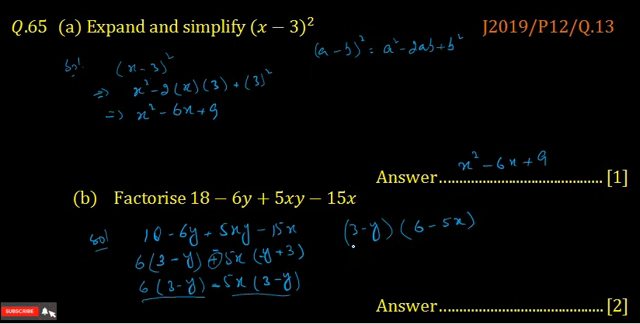 Q.65 (a) Expand and simplify (x − 3)² J2019/P12/Q.13
(a − b)² = a² − 2ab + b²
Sol (x − 3)²
⇒ x² − 2(x)(3) + (3)²
⇒ x² − 6x + 9
x² − 6x + 9
Answer.......................................................... [1]
(b) Factorise 18 − 6y + 5xy − 15x
Sol 18 − 6y + 5xy − 15x (3 − y) (6 − 5x)
6(3 − y) + 5x(−y + 3)
6(3 − y) − 5x(3 − y)
Answer.......................................................... [2]
SUBSCRIBE